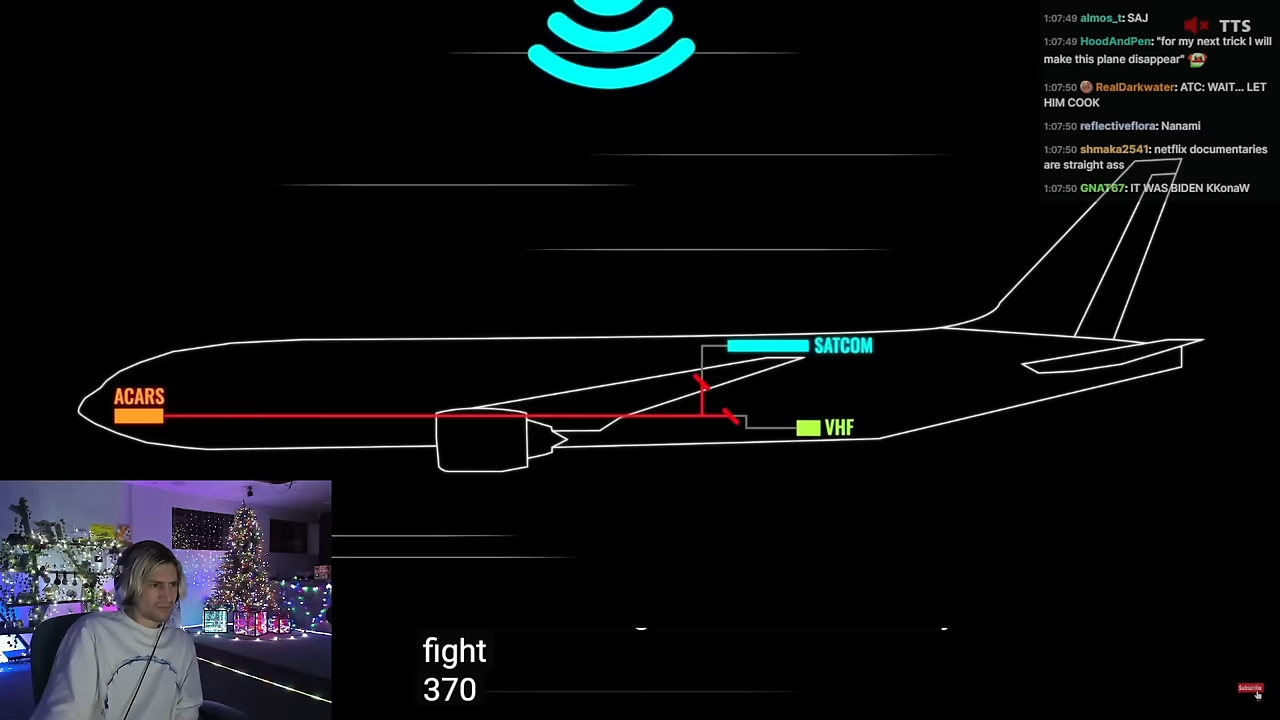 1:07:49 almos_t: SAJ
TTS
1:07:49 HoodAndPen: "for my next trick I will
make this plane disappear"
1:07:50 RealDarkwater: ATC: WAIT... LET
HIM COOK
1:07:50 reflectiveflora: Nanami
1:07:50 shmaka2541: netflix documentaries
are straight ass
1:07:50 GNAT67: IT WAS BIDEN KKonaW
SATCOM
ACARS
VHF
fight
370
Subscribe